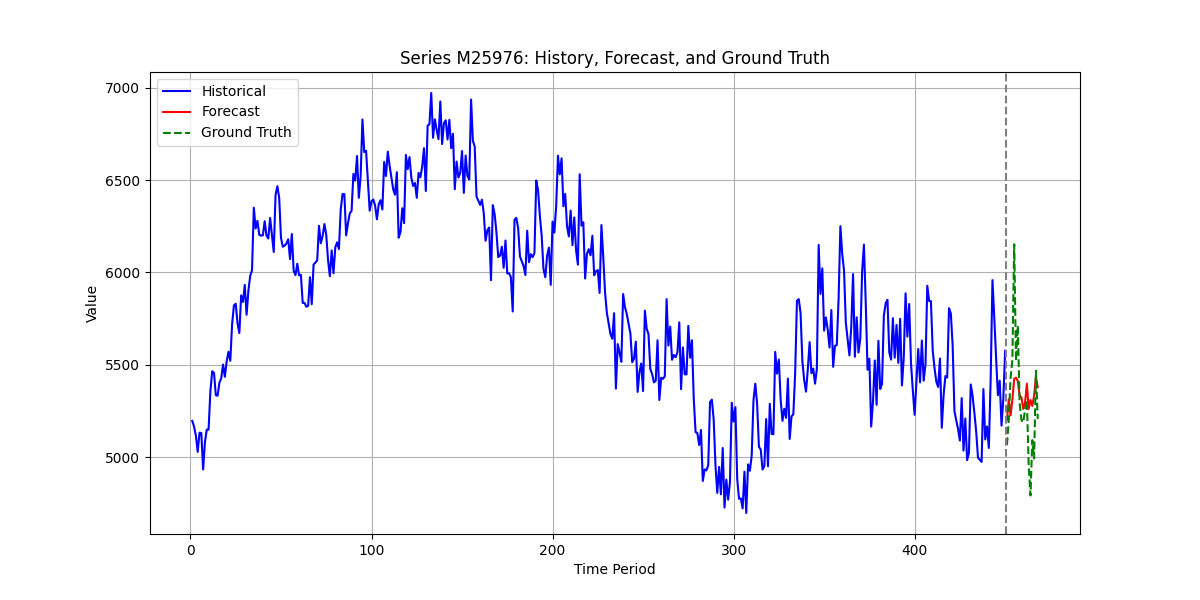 Series M25976: History, Forecast, and Ground Truth
Historical
Forecast
Ground Truth
7000
6500
6000
5500
5000
Value
0 100 200 300 400
Time Period